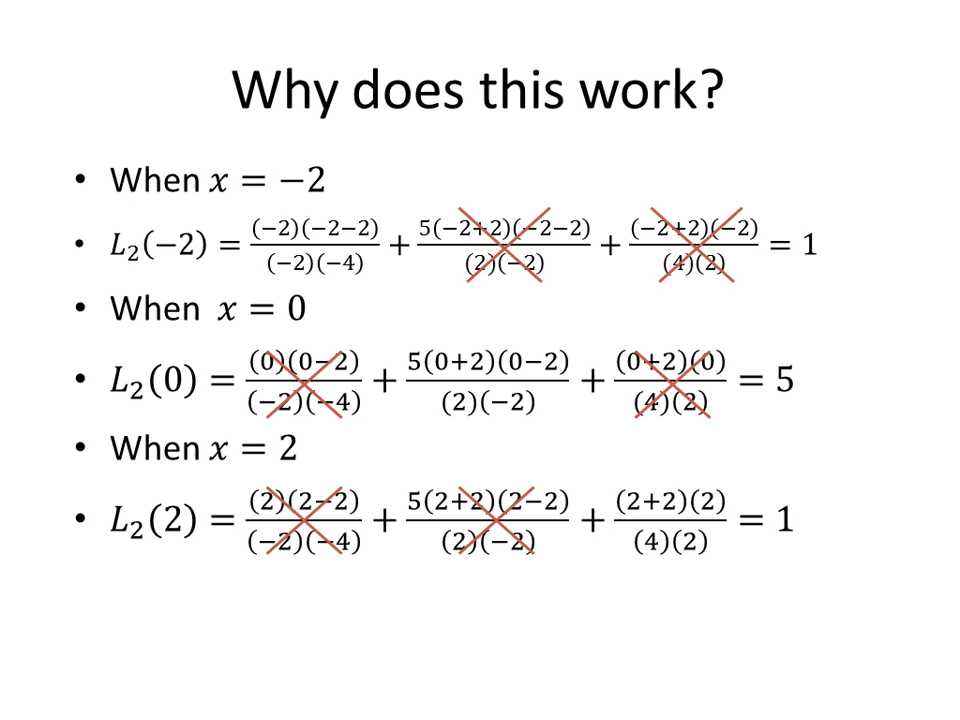 Why does this work?
• When 𝑥 = −2
• 𝐿₂(−2) = (−2)(−2−2)/(−2)(−4) + 5(−2+2)(−2−2)/(2)(−2) + (−2+2)(−2)/(4)(2) = 1
• When 𝑥 = 0
• 𝐿₂(0) = (0)(0−2)/(−2)(−4) + 5(0+2)(0−2)/(2)(−2) + (0+2)(0)/(4)(2) = 5
• When 𝑥 = 2
• 𝐿₂(2) = (2)(2−2)/(−2)(−4) + 5(2+2)(2−2)/(2)(−2) + (2+2)(2)/(4)(2) = 1